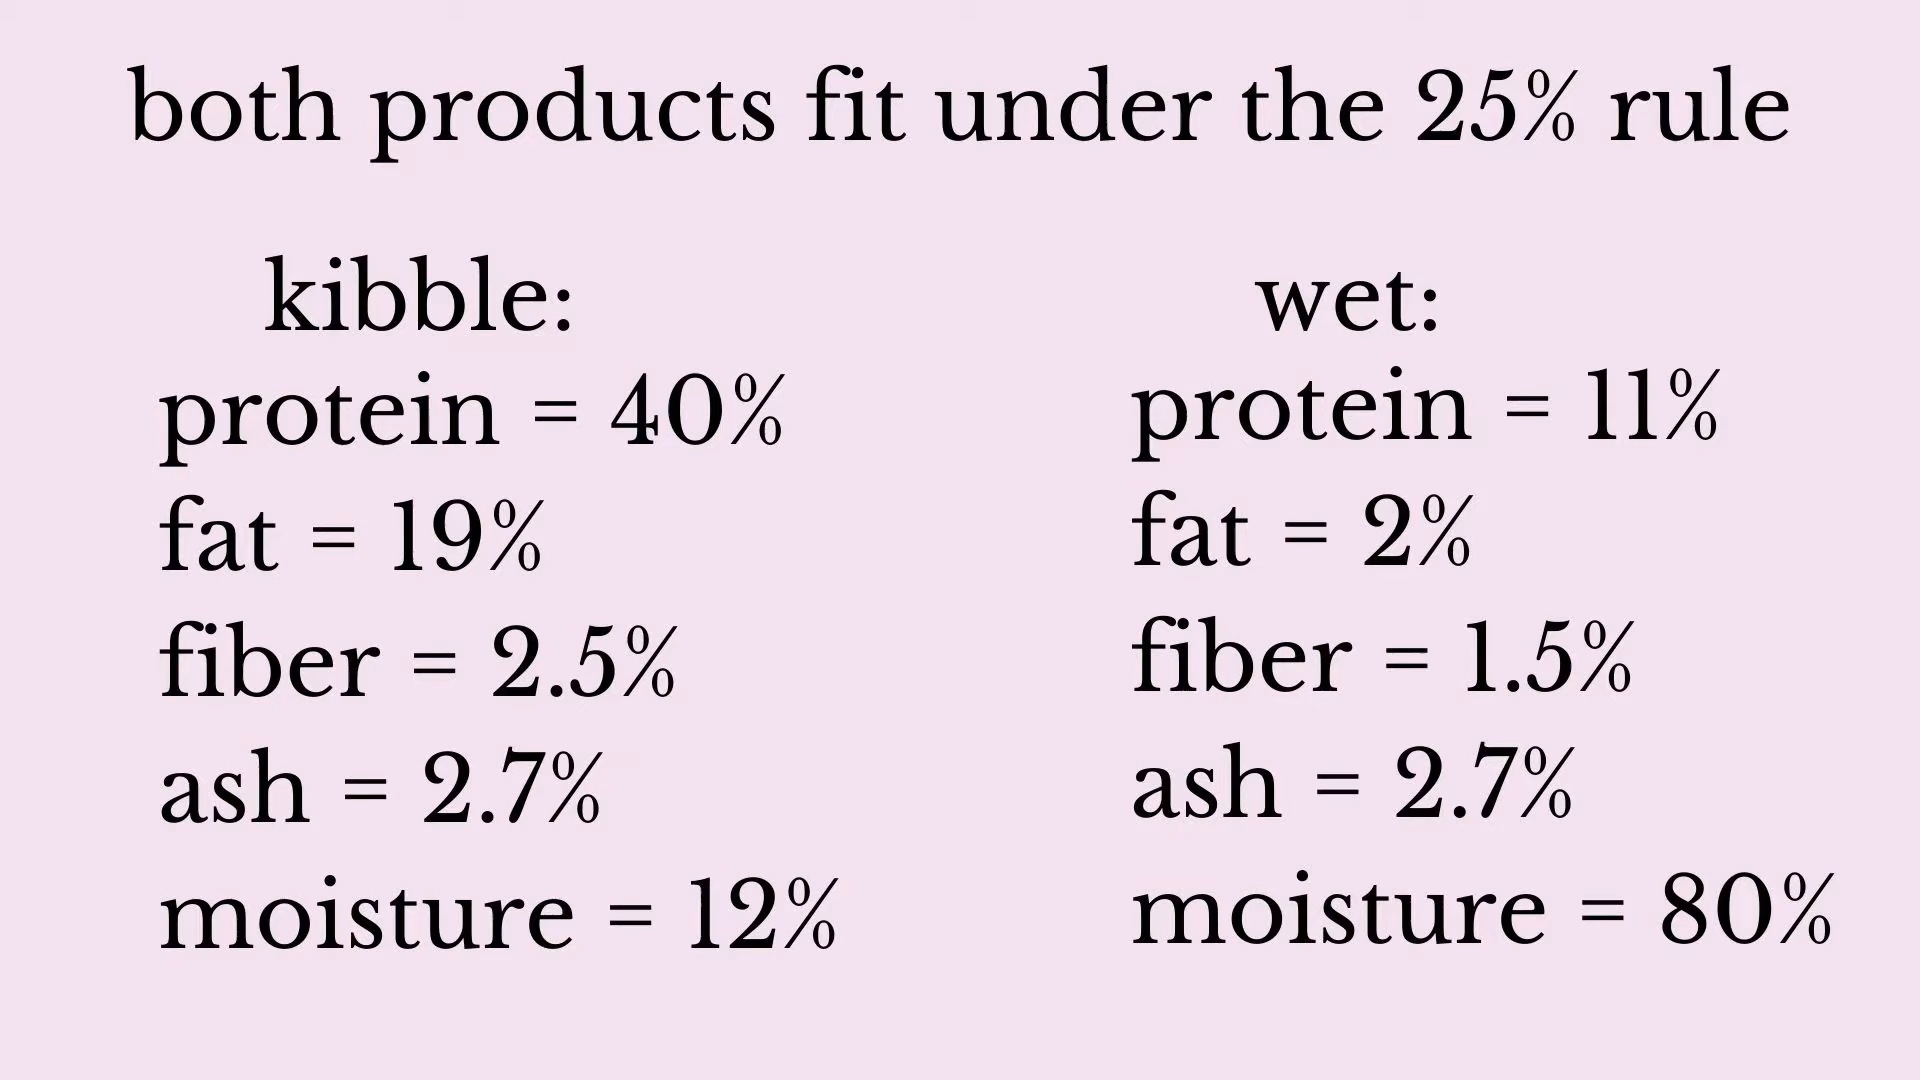 both products fit under the 25% rule
kibble:
protein = 40%
fat = 19%
fiber = 2.5%
ash = 2.7%
moisture = 12%
wet:
protein = 11%
fat = 2%
fiber = 1.5%
ash = 2.7%
moisture = 80%